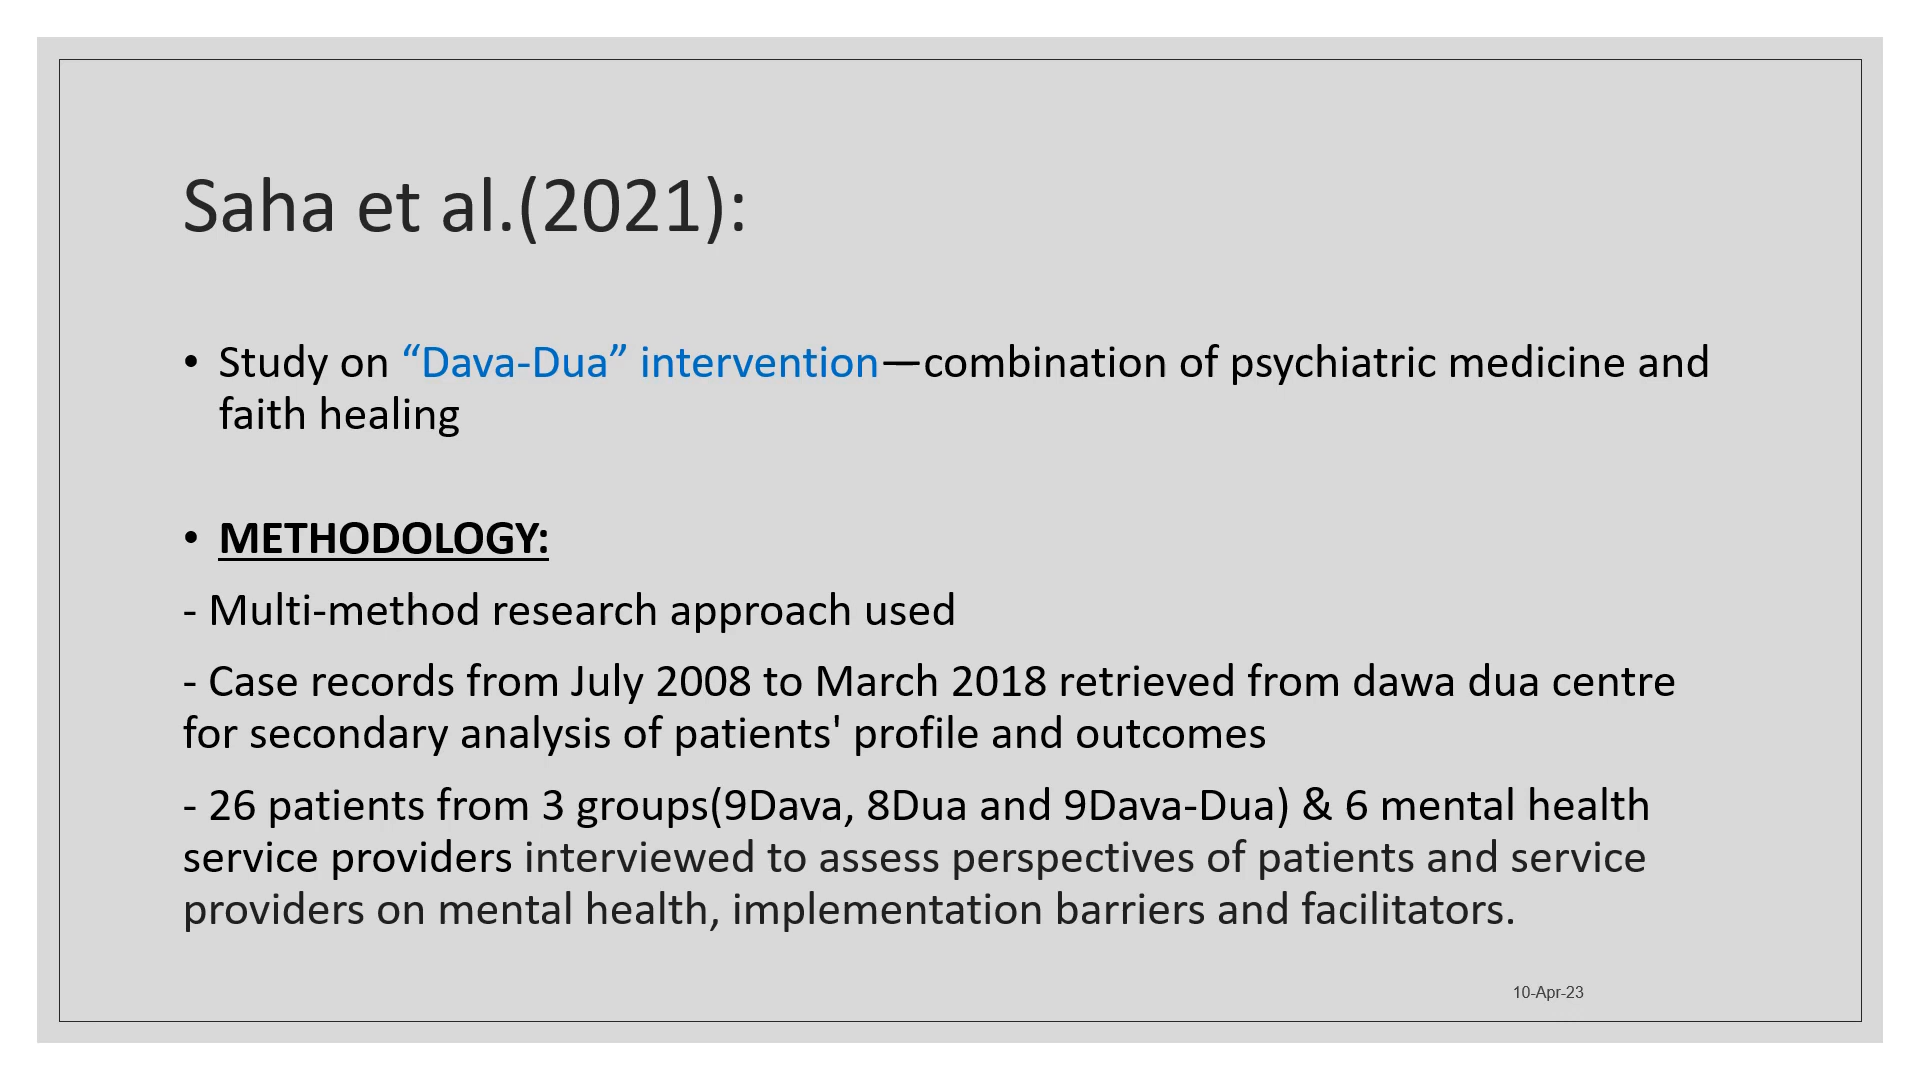 Saha et al.(2021):
• Study on “Dava-Dua” intervention—combination of psychiatric medicine and
faith healing
• METHODOLOGY:
- Multi-method research approach used
- Case records from July 2008 to March 2018 retrieved from dawa dua centre
for secondary analysis of patients' profile and outcomes
- 26 patients from 3 groups(9Dava, 8Dua and 9Dava-Dua) & 6 mental health
service providers interviewed to assess perspectives of patients and service
providers on mental health, implementation barriers and facilitators.
10-Apr-23